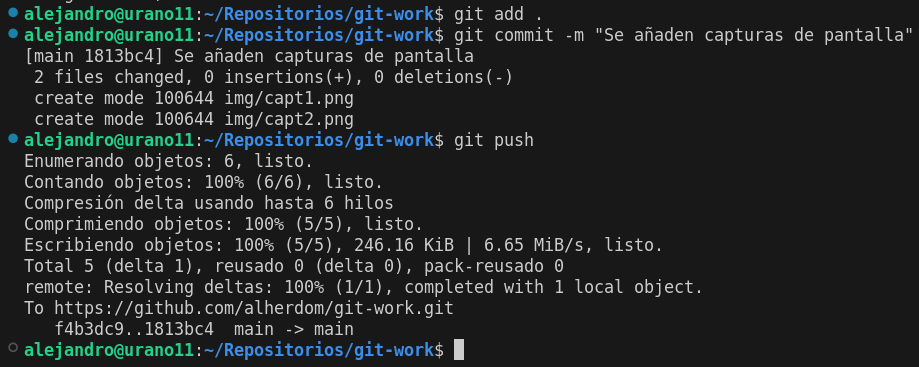 alejandro@urano11:~/Repositorios/git-work$ git add .
alejandro@urano11:~/Repositorios/git-work$ git commit -m "Se añaden capturas de pantalla"
[main 1813bc4] Se añaden capturas de pantalla
 2 files changed, 0 insertions(+), 0 deletions(-)
 create mode 100644 img/capt1.png
 create mode 100644 img/capt2.png
alejandro@urano11:~/Repositorios/git-work$ git push
Enumerando objetos: 6, listo.
Contando objetos: 100% (6/6), listo.
Compresión delta usando hasta 6 hilos
Comprimiendo objetos: 100% (5/5), listo.
Escribiendo objetos: 100% (5/5), 246.16 KiB | 6.65 MiB/s, listo.
Total 5 (delta 1), reusado 0 (delta 0), pack-reusado 0
remote: Resolving deltas: 100% (1/1), completed with 1 local object.
To https://github.com/alherdom/git-work.git
   f4b3dc9..1813bc4  main -> main
alejandro@urano11:~/Repositorios/git-work$